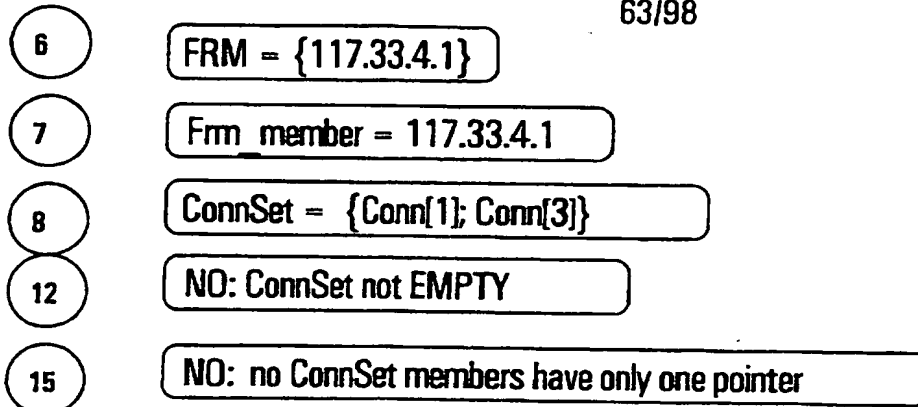 63/98
6 FRM = {117.33.4.1}
7 Frm_member = 117.33.4.1
8 ConnSet = {Conn[1]; Conn[3]}
12 NO: ConnSet not EMPTY
15 NO: no ConnSet members have only one pointer